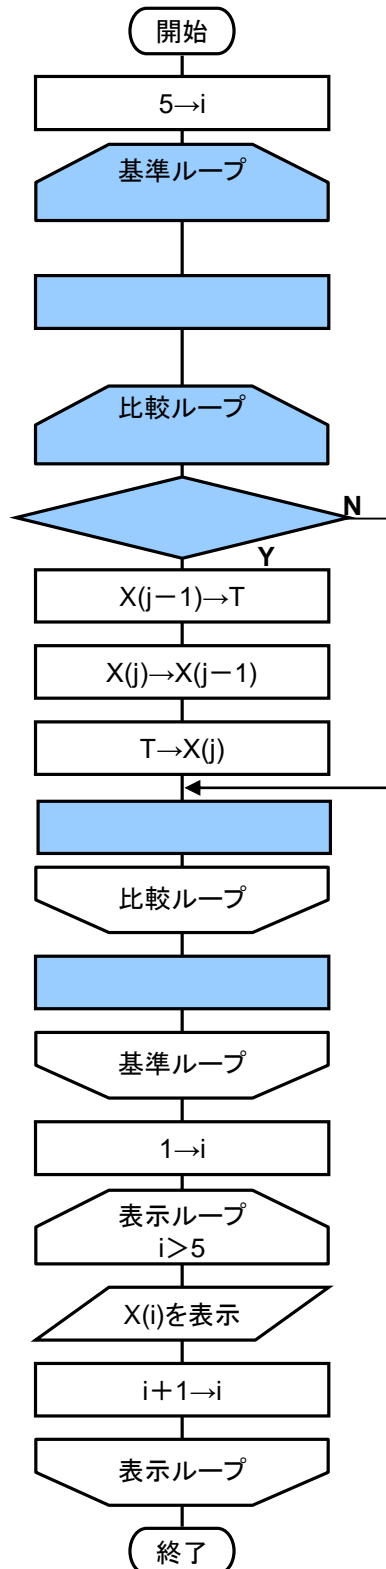 開始
5→i
基準ループ
比較ループ
N
Y
X(j－1)→T
X(j)→X(j－1)
T→X(j)
比較ループ
基準ループ
1→i
表示ループ
i＞5
X(i)を表示
i＋1→i
表示ループ
終了